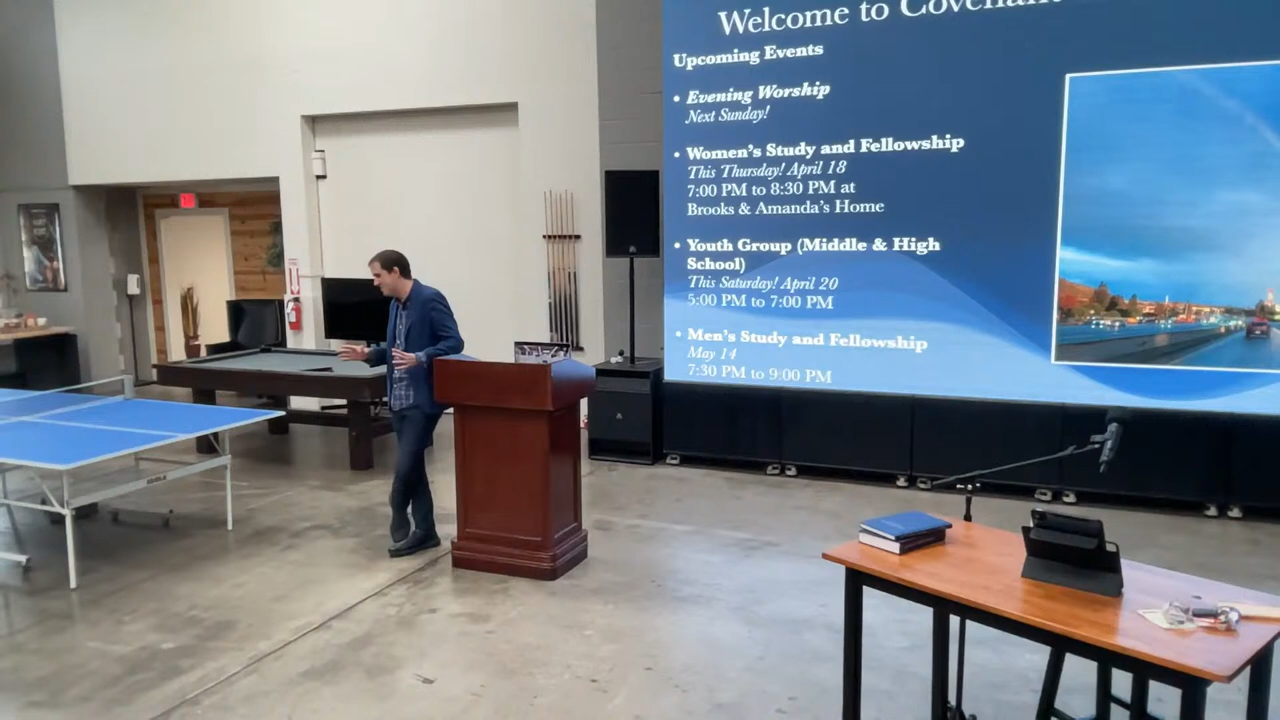 Welcome to Covenant
Upcoming Events
• Evening Worship
Next Sunday!
• Women's Study and Fellowship
This Thursday! April 18
7:00 PM to 8:30 PM at
Brooks & Amanda's Home
• Youth Group (Middle & High
School)
This Saturday! April 20
5:00 PM to 7:00 PM
• Men's Study and Fellowship
May 14
7:30 PM to 9:00 PM